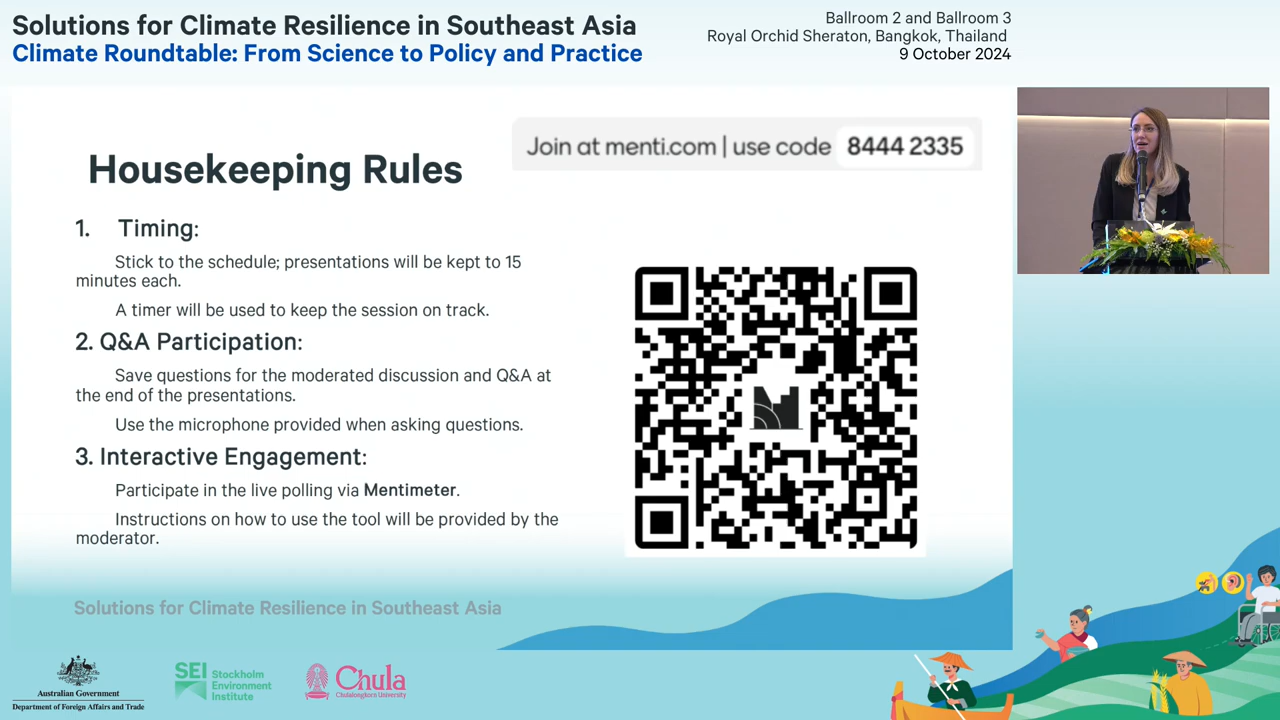 Solutions for Climate Resilience in Southeast Asia
Climate Roundtable: From Science to Policy and Practice
Ballroom 2 and Ballroom 3
Royal Orchid Sheraton, Bangkok, Thailand
9 October 2024
Join at menti.com | use code 8444 2335
Housekeeping Rules
1. Timing:
Stick to the schedule; presentations will be kept to 15
minutes each.
A timer will be used to keep the session on track.
2. Q&A Participation:
Save questions for the moderated discussion and Q&A at
the end of the presentations.
Use the microphone provided when asking questions.
3. Interactive Engagement:
Participate in the live polling via Mentimeter.
Instructions on how to use the tool will be provided by the
moderator.
Solutions for Climate Resilience in Southeast Asia
Australian Government
Department of Foreign Affairs and Trade
SEI Stockholm
Environment
Institute
Chula
Chulalongkorn University